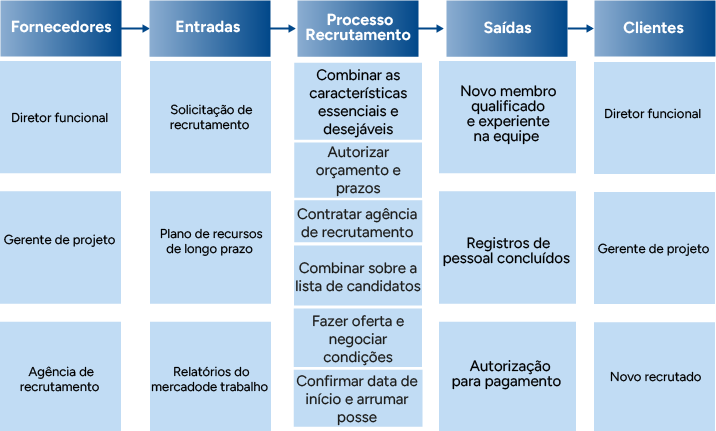 Fornecedores
Entradas
Processo
Recrutamento
Saídas
Clientes
Diretor funcional
Gerente de projeto
Agência de
recrutamento
Solicitação de
recrutamento
Plano de recursos
de longo prazo
Relatórios do
mercadode trabalho
Combinar as
características
essenciais e
desejáveis
Autorizar
orçamento e
prazos
Contratar agência
de recrutamento
Combinar sobre a
lista de candidatos
Fazer oferta e
negociar
condições
Confirmar data de
início e arrumar
posse
Novo membro
qualificado
e experiente
na equipe
Registros de
pessoal concluídos
Autorização
para pagamento
Diretor funcional
Gerente de projeto
Novo recrutado